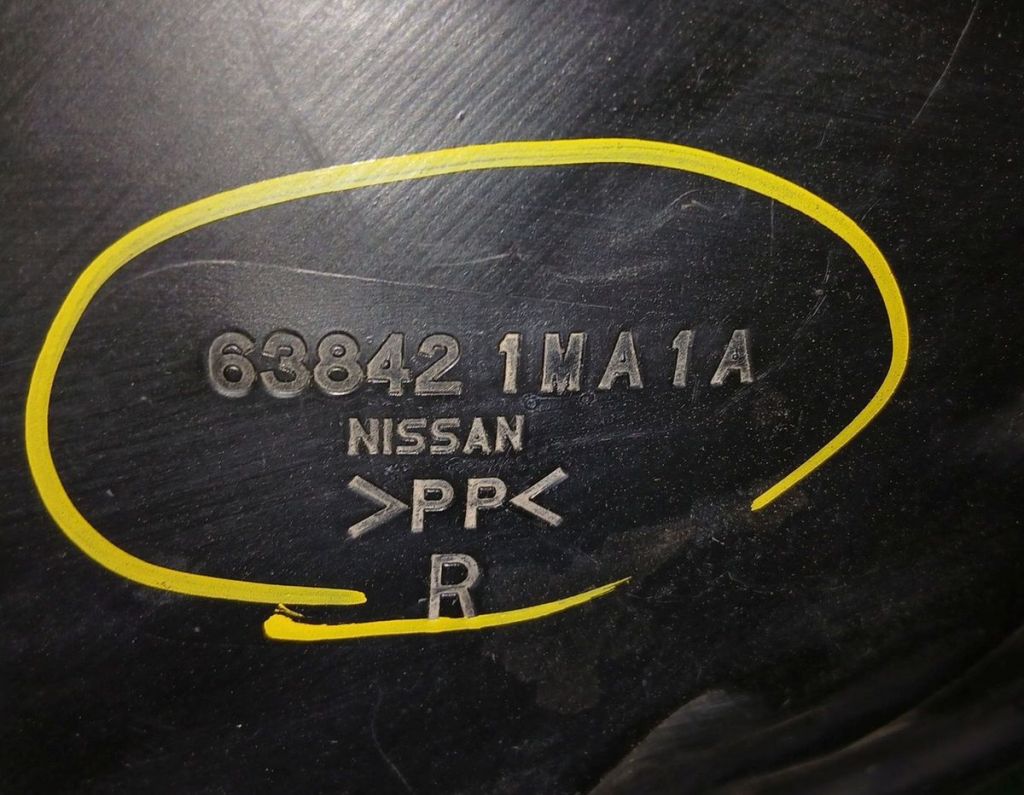 63842 1MA1A
NISSAN
>PP<
R